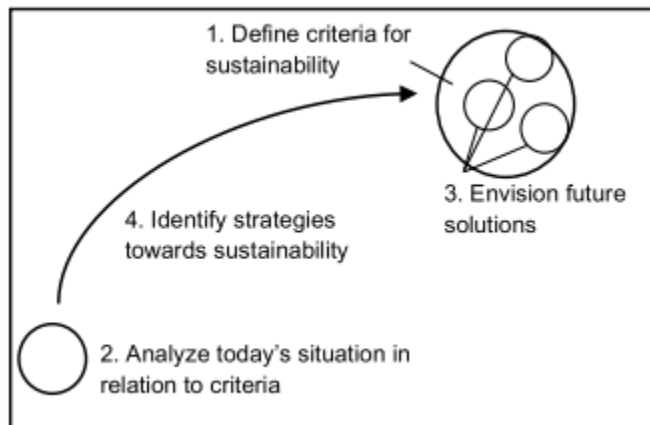 1. Define criteria for
sustainability
3. Envision future
solutions
4. Identify strategies
towards sustainability
2. Analyze today's situation in
relation to criteria